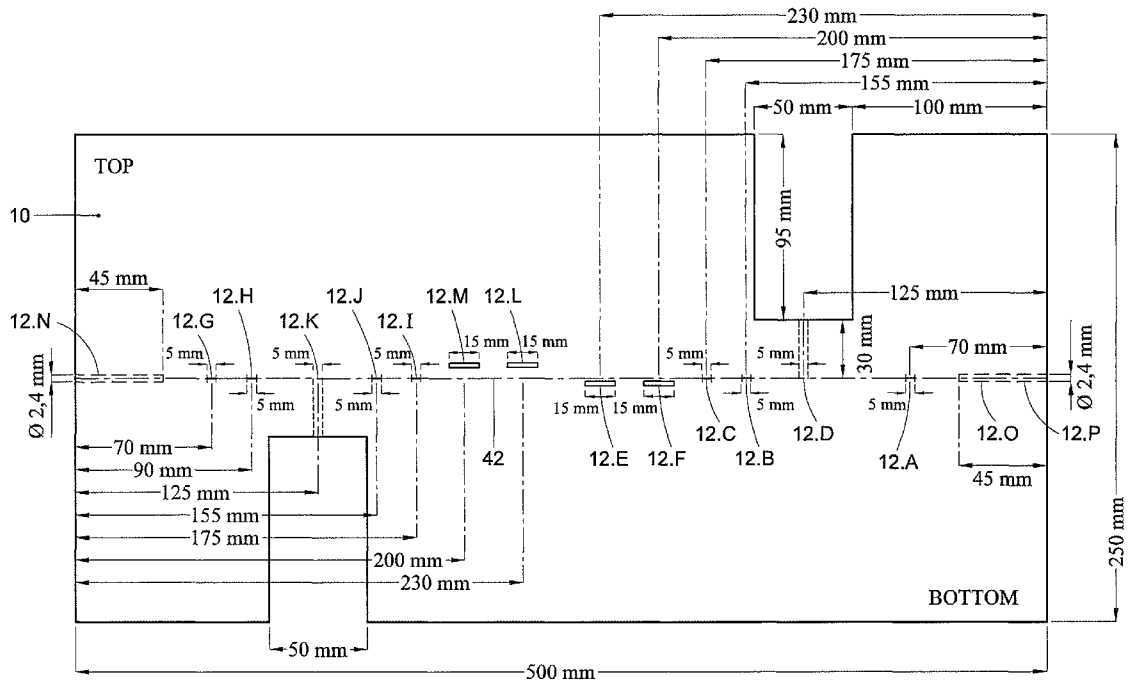 230 mm
200 mm
175 mm
155 mm
50 mm 100 mm
TOP
10
95 mm
45 mm
12.H 12.J 12.M 12.L
125 mm
12.N 12.G 12.K 12.I
15 mm 15 mm
5 mm 5 mm 5 mm 5 mm 5 mm
30 mm
70 mm
Ø 2,4 mm
Ø 2,4 mm
5 mm 5 mm 15 mm 15 mm 5 mm 5 mm
12.C 12.D 12.O 12.P
70 mm
42 12.E 12.F 12.B 12.A
90 mm
45 mm
125 mm
155 mm
175 mm
200 mm
250 mm
230 mm
BOTTOM
50 mm
500 mm